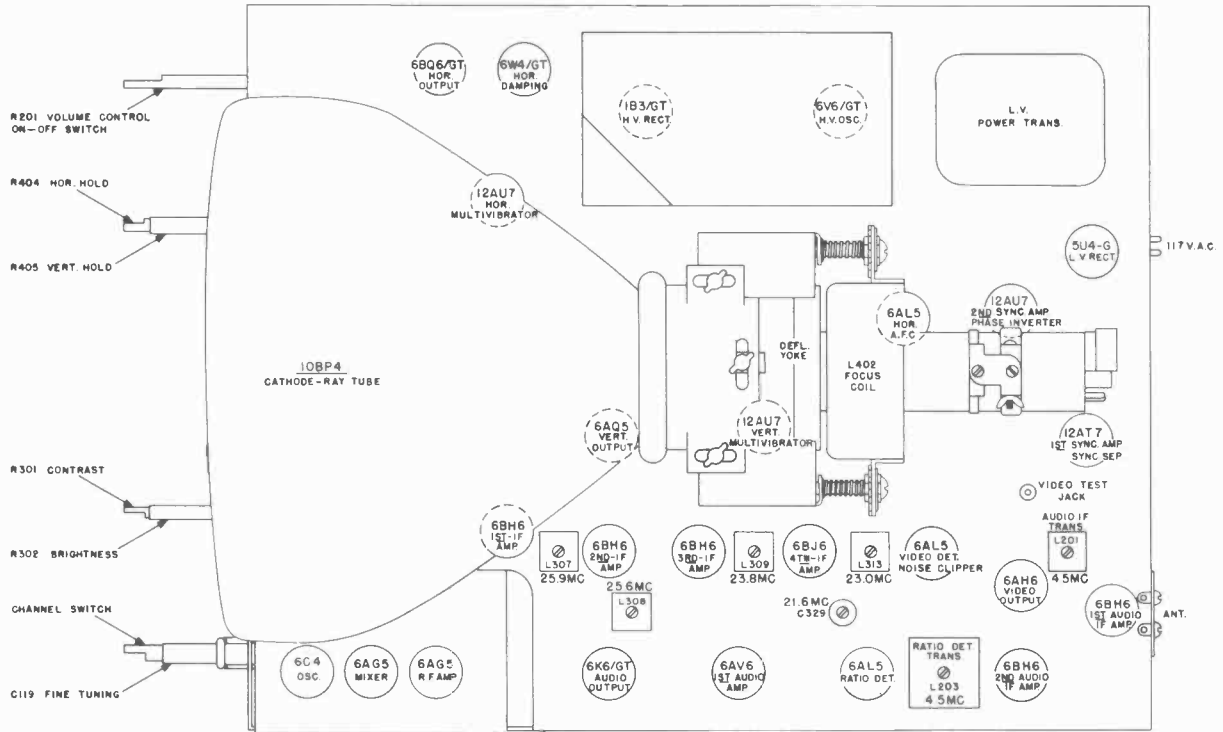 6BQ6/GT
HOR.
OUTPUT
6W4/GT
HOR.
DAMPING
1B3/GT
H.V. RECT.
6V6/GT
H.V. OSC.
L.V.
POWER TRANS.
R201 VOLUME CONTROL
ON-OFF SWITCH
R404 HOR. HOLD
R405 VERT. HOLD
12AU7
HOR.
MULTIVIBRATOR
5U4-G
L.V. RECT.
117 V.A.C.
6AL5
HOR.
A.F.C
12AU7
2ND SYNC AMP
PHASE INVERTER
DEFL.
YOKE
L402
FOCUS
COIL
10BP4
CATHODE-RAY TUBE
6AQ5
VERT.
OUTPUT
12AU7
VERT.
MULTIVIBRATOR
12AT7
1ST SYNC. AMP
SYNC SEP
R301 CONTRAST
R302 BRIGHTNESS
VIDEO TEST
JACK
6BH6
1ST-IF
AMP.
L307
25.9MC
6BH6
2ND-IF
AMP
6BH6
3RD-IF
AMP
L309
23.8MC
6BJ6
4TH-IF
AMP
L313
23.0MC
6AL5
VIDEO DET.
NOISE CLIPPER
AUDIO IF
TRANS.
L201
4.5MC
25.6MC
L308
21.6MC
C329
6AH6
VIDEO
OUTPUT
6BH6
1ST AUDIO
IF AMP
ANT.
CHANNEL SWITCH
C119 FINE TUNING
6C4
OSC.
6AG5
MIXER
6AG5
R F AMP
6K6/GT
AUDIO
OUTPUT
6AV6
1ST AUDIO
AMP
6AL5
RATIO DET.
RATIO DET.
TRANS.
L203
4.5MC
6BH6
2ND AUDIO
IF AMP